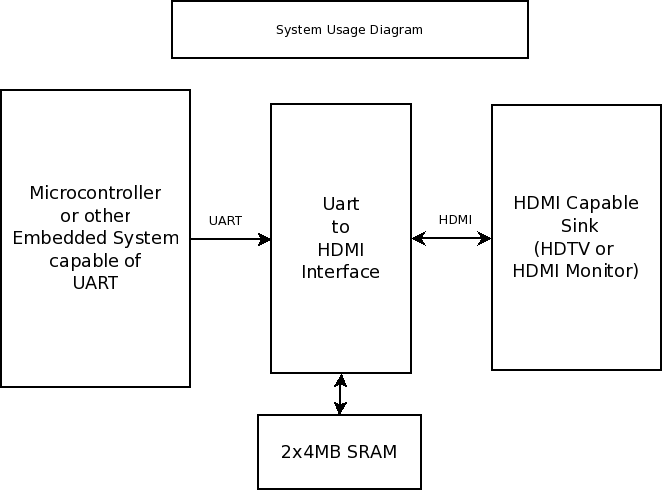 System Usage Diagram
Microcontroller
or other
Embedded System
capable of
UART
UART
Uart
to
HDMI
Interface
HDMI
HDMI Capable
Sink
(HDTV or
HDMI Monitor)
2x4MB SRAM